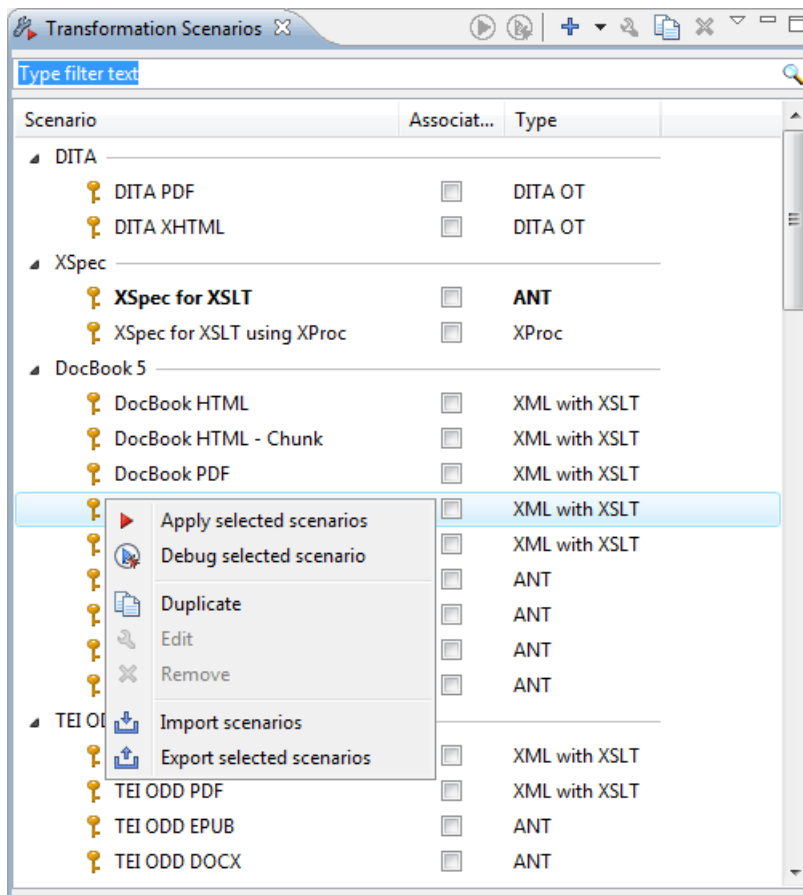 Transformation Scenarios
Type filter text
Scenario Associat... Type
DITA
DITA PDF DITA OT
DITA XHTML DITA OT
XSpec
XSpec for XSLT ANT
XSpec for XSLT using XProc XProc
DocBook 5
DocBook HTML XML with XSLT
DocBook HTML - Chunk XML with XSLT
DocBook PDF XML with XSLT
XML with XSLT
Apply selected scenarios
XML with XSLT
Debug selected scenario
ANT
Duplicate
ANT
Edit
ANT
Remove
ANT
TEI OD
Import scenarios
XML with XSLT
Export selected scenarios
TEI ODD PDF XML with XSLT
TEI ODD EPUB ANT
TEI ODD DOCX ANT